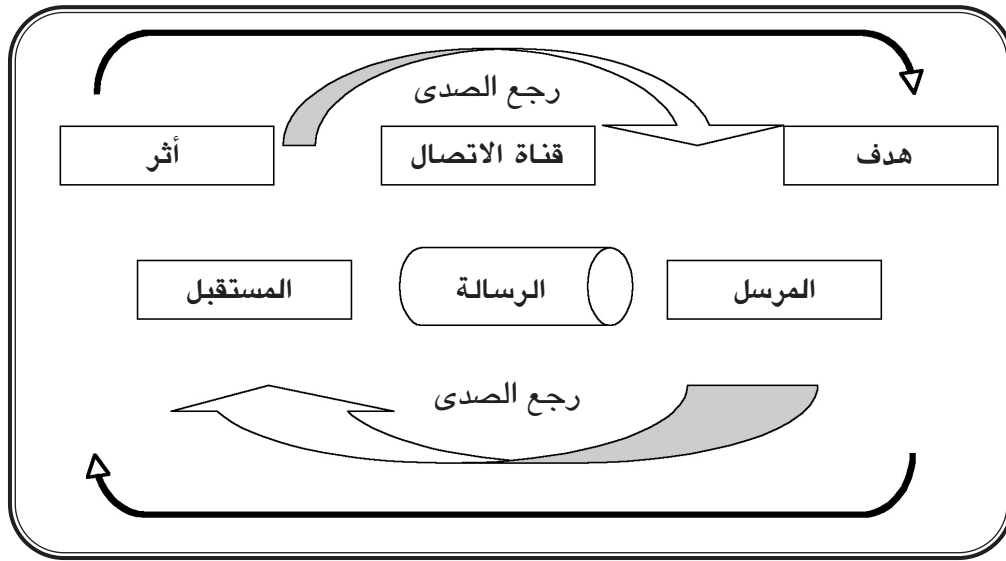 رجع الصدى
هدف
قناة الاتصال
أثر
المرسل
الرسالة
المستقبل
رجع الصدى